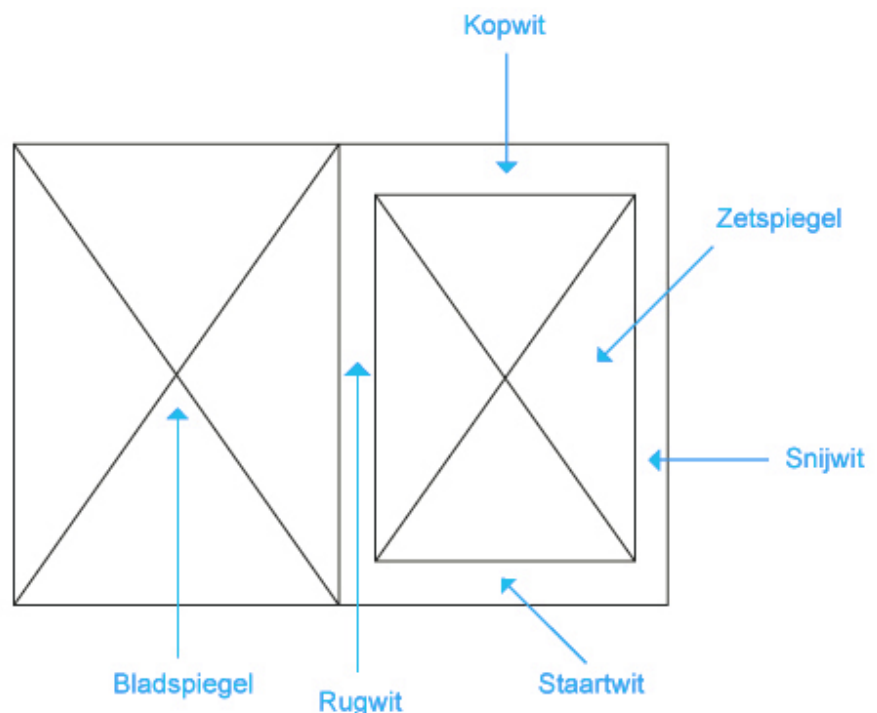 Kopwit
Zetspiegel
Snijwit
Bladspiegel
Rugwit
Staartwit